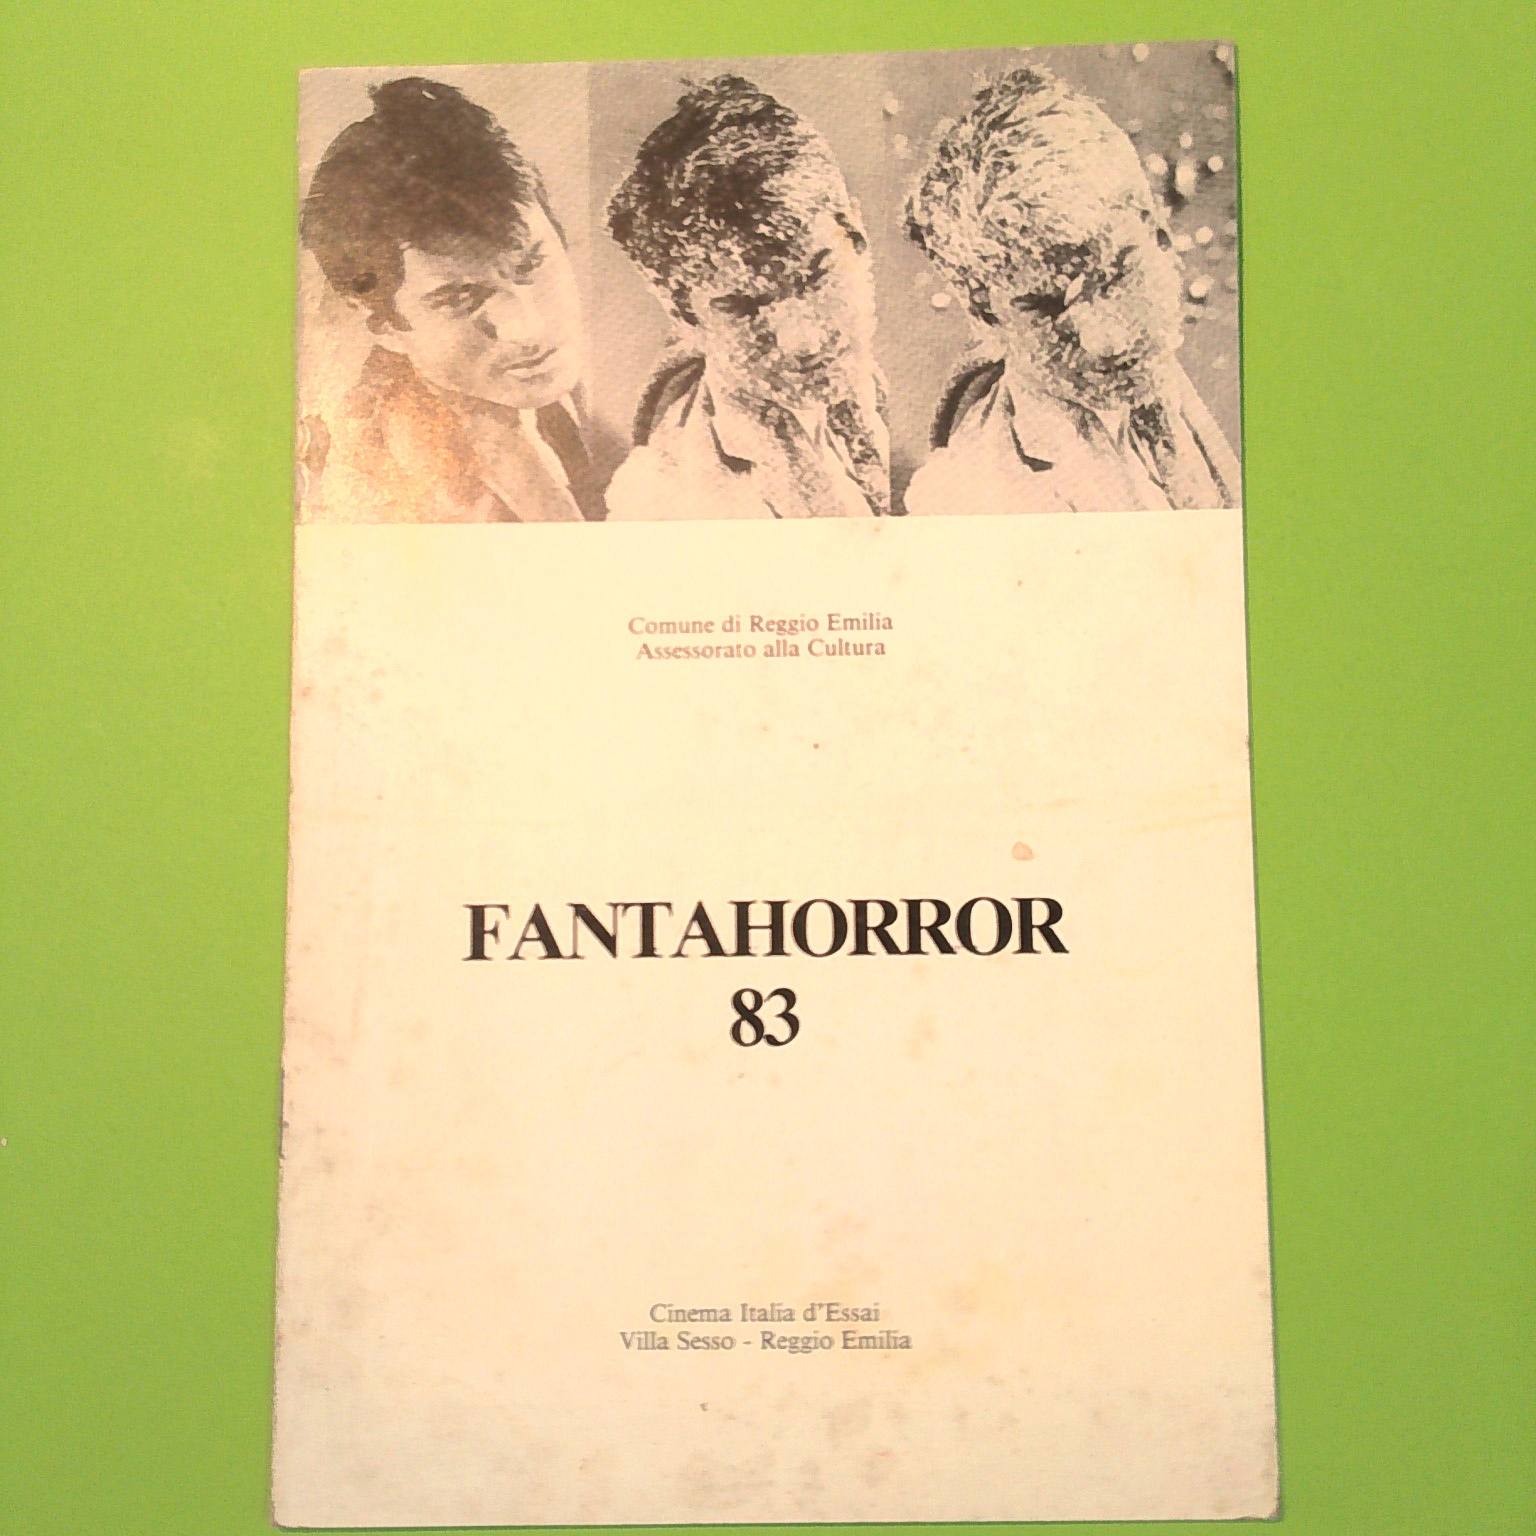 Comune di Reggio Emilia
Assessorato alla Cultura
FANTAHORROR
83
Cinema Italia d'Essai
Villa Sesso - Reggio Emilia